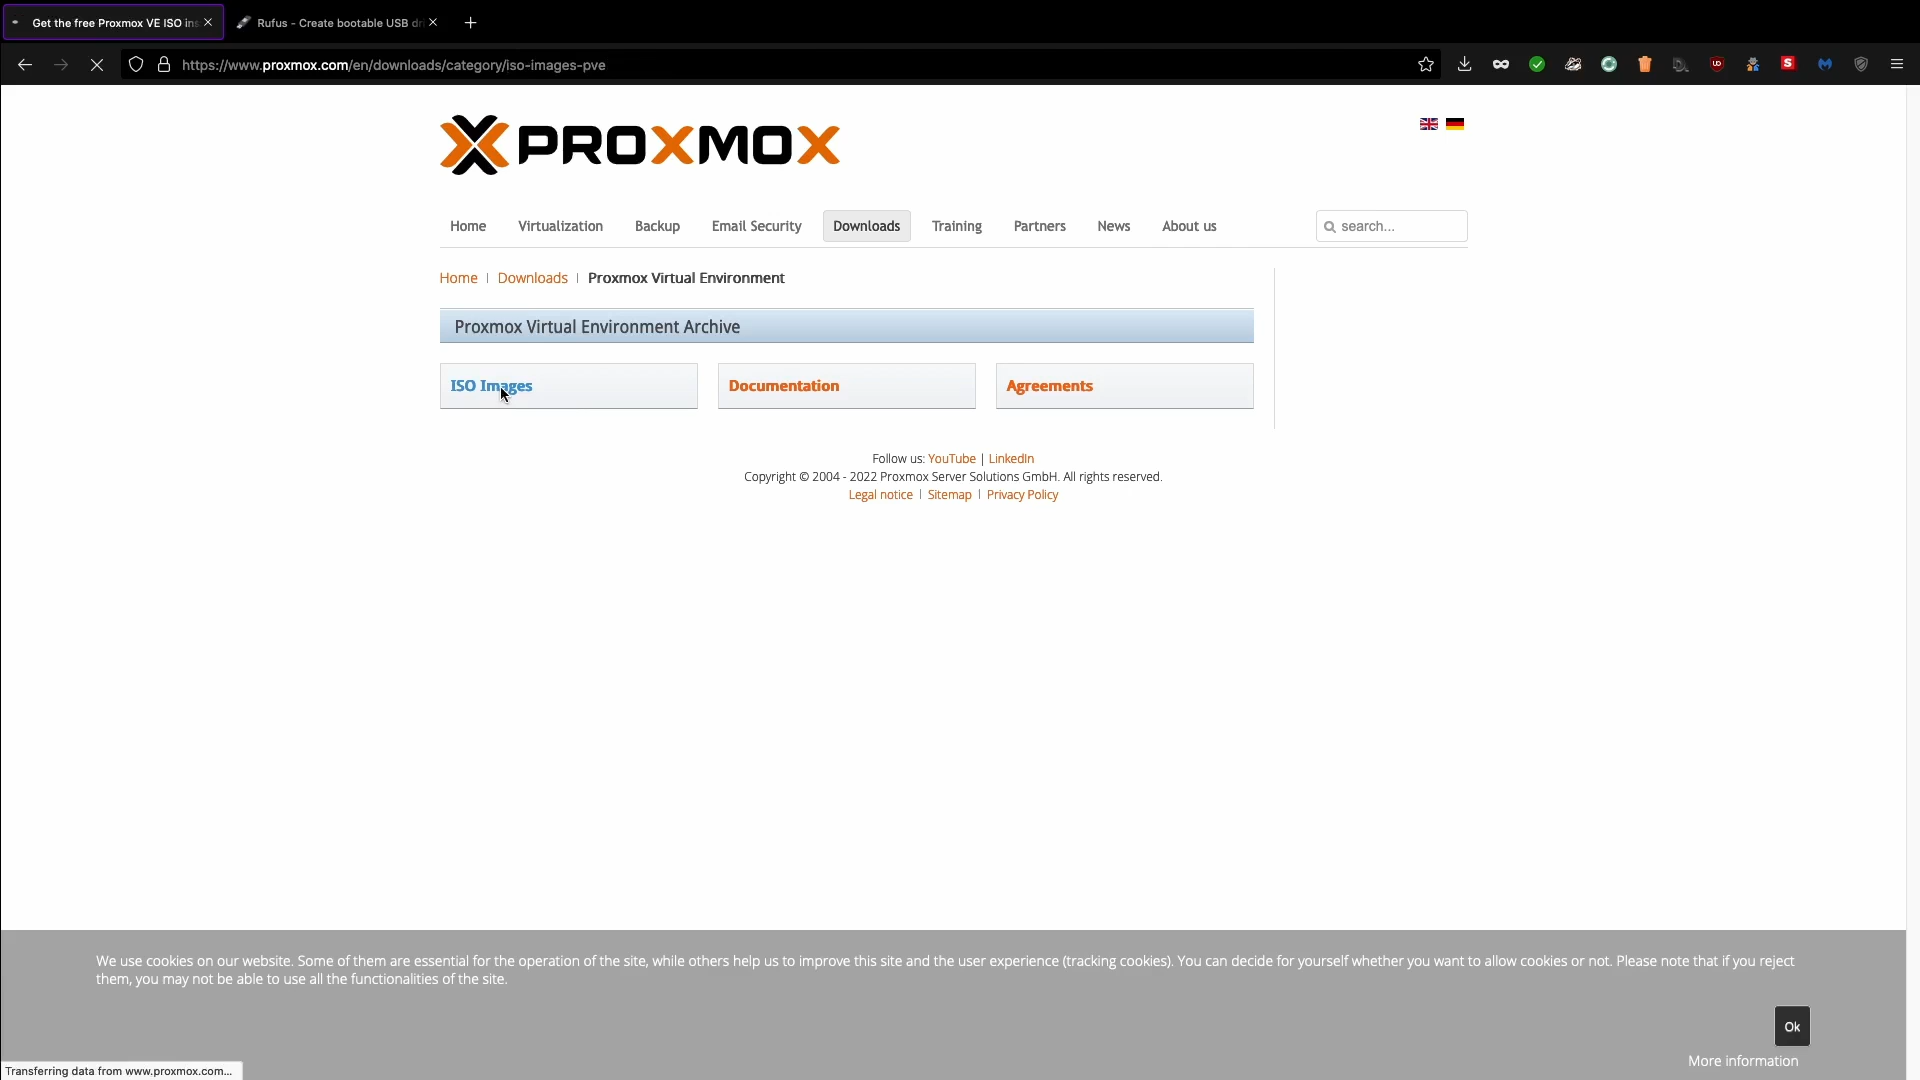 Get the free Proxmox VE ISO ins
Rufus - Create bootable USB dri
https://www.proxmox.com/en/downloads/category/iso-images-pve
PROXMOX
Home
Virtualization
Backup
Email Security
Downloads
Training
Partners
News
About us
search...
Home | Downloads | Proxmox Virtual Environment
Proxmox Virtual Environment Archive
ISO Images
Documentation
Agreements
Follow us: YouTube | LinkedIn
Copyright © 2004 - 2022 Proxmox Server Solutions GmbH. All rights reserved.
Legal notice | Sitemap | Privacy Policy
We use cookies on our website. Some of them are essential for the operation of the site, while others help us to improve this site and the user experience (tracking cookies). You can decide for yourself whether you want to allow cookies or not. Please note that if you reject
them, you may not be able to use all the functionalities of the site.
Ok
More information
Transferring data from www.proxmox.com...